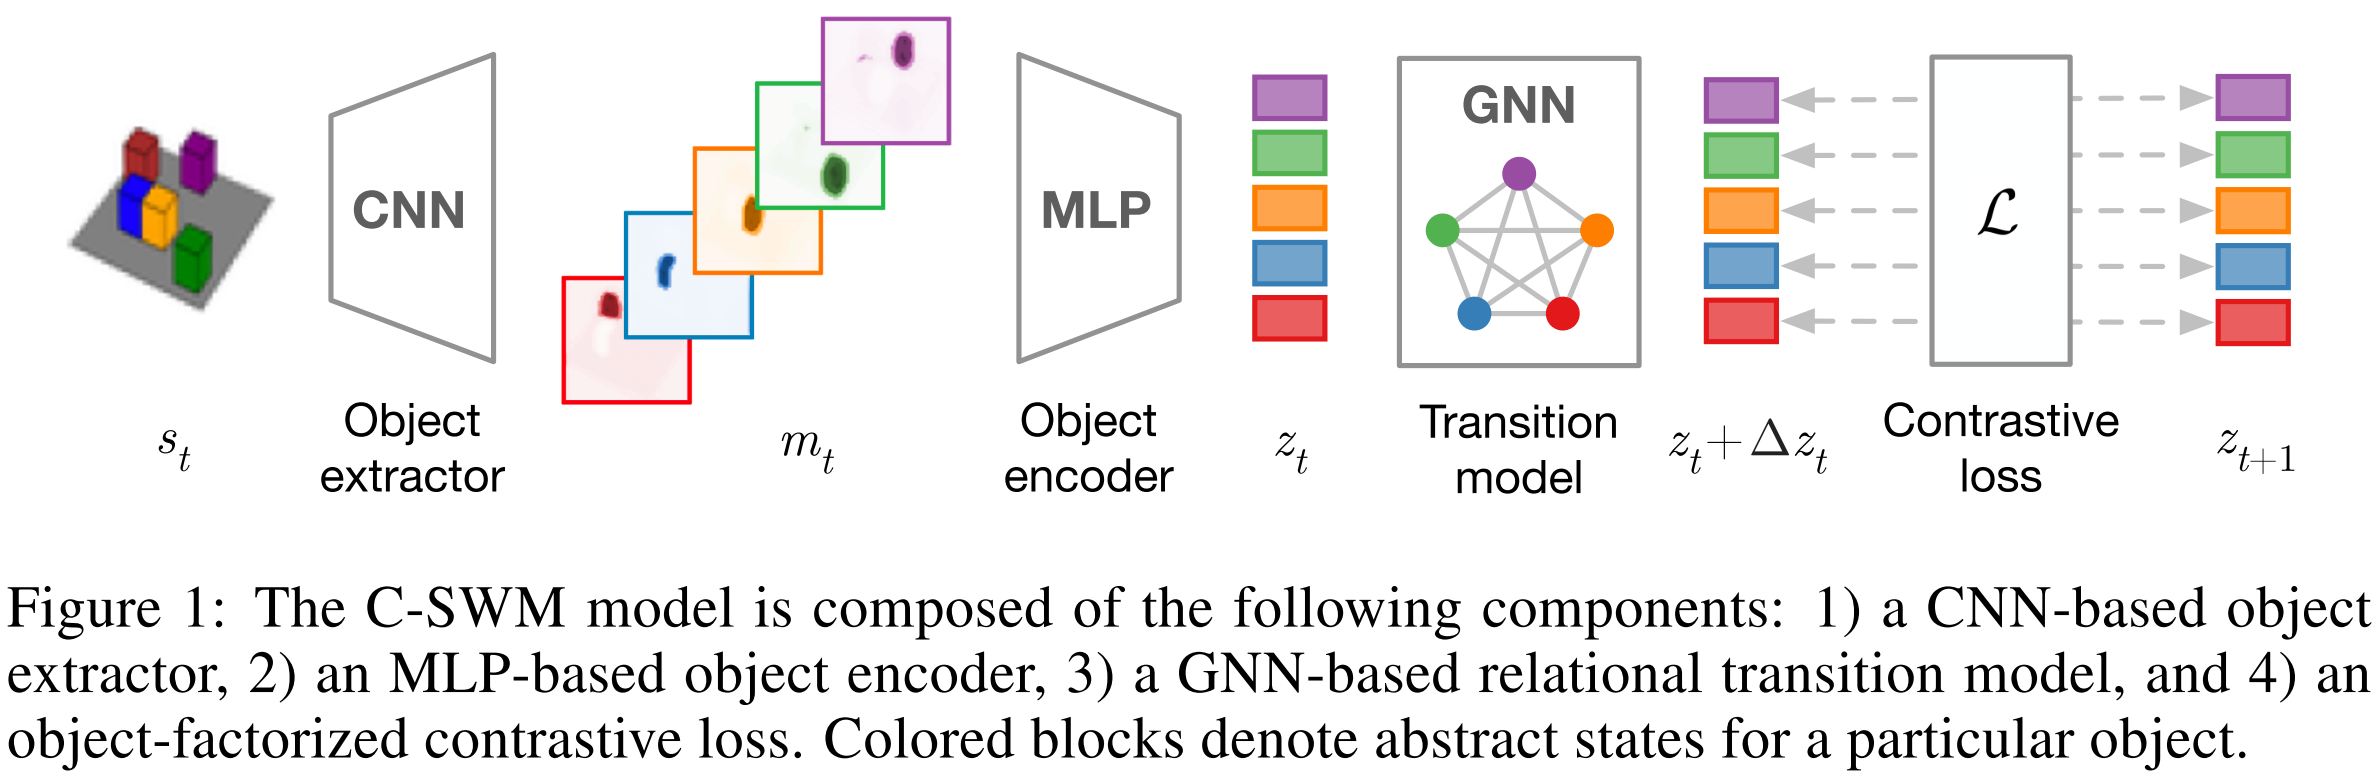 CNN
MLP
GNN
ℒ
Object
extractor
Object
encoder
Transition
model
Contrastive
loss
s_t
m_t
z_t
z_t + Δz_t
z_{t+1}
Figure 1: The C-SWM model is composed of the following components: 1) a CNN-based object
extractor, 2) an MLP-based object encoder, 3) a GNN-based relational transition model, and 4) an
object-factorized contrastive loss. Colored blocks denote abstract states for a particular object.